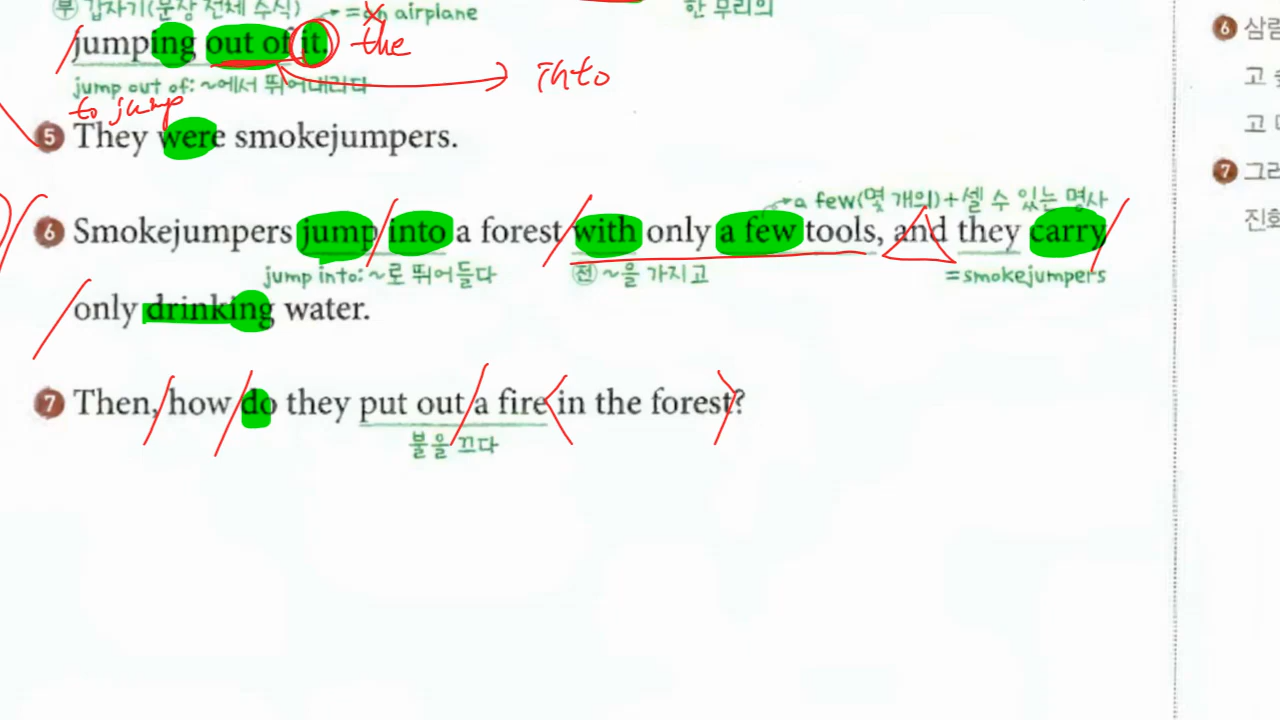 부 갑자기(문장 전체 수식)
=an airplane
한 무리의
jumping out of it. the
jump out of: ~에서 뛰어내리다
into
to jump
5 They were smokejumpers.
a few(몇 개의)+셀 수 있는 명사
6 Smokejumpers jump into a forest with only a few tools, and they carry
jump into: ~로 뛰어들다
전 ~을 가지고
=smokejumpers
only drinking water.
7 Then, how do they put out a fire in the forest?
불을 끄다
6 삼림
고
고
7 그러
진화